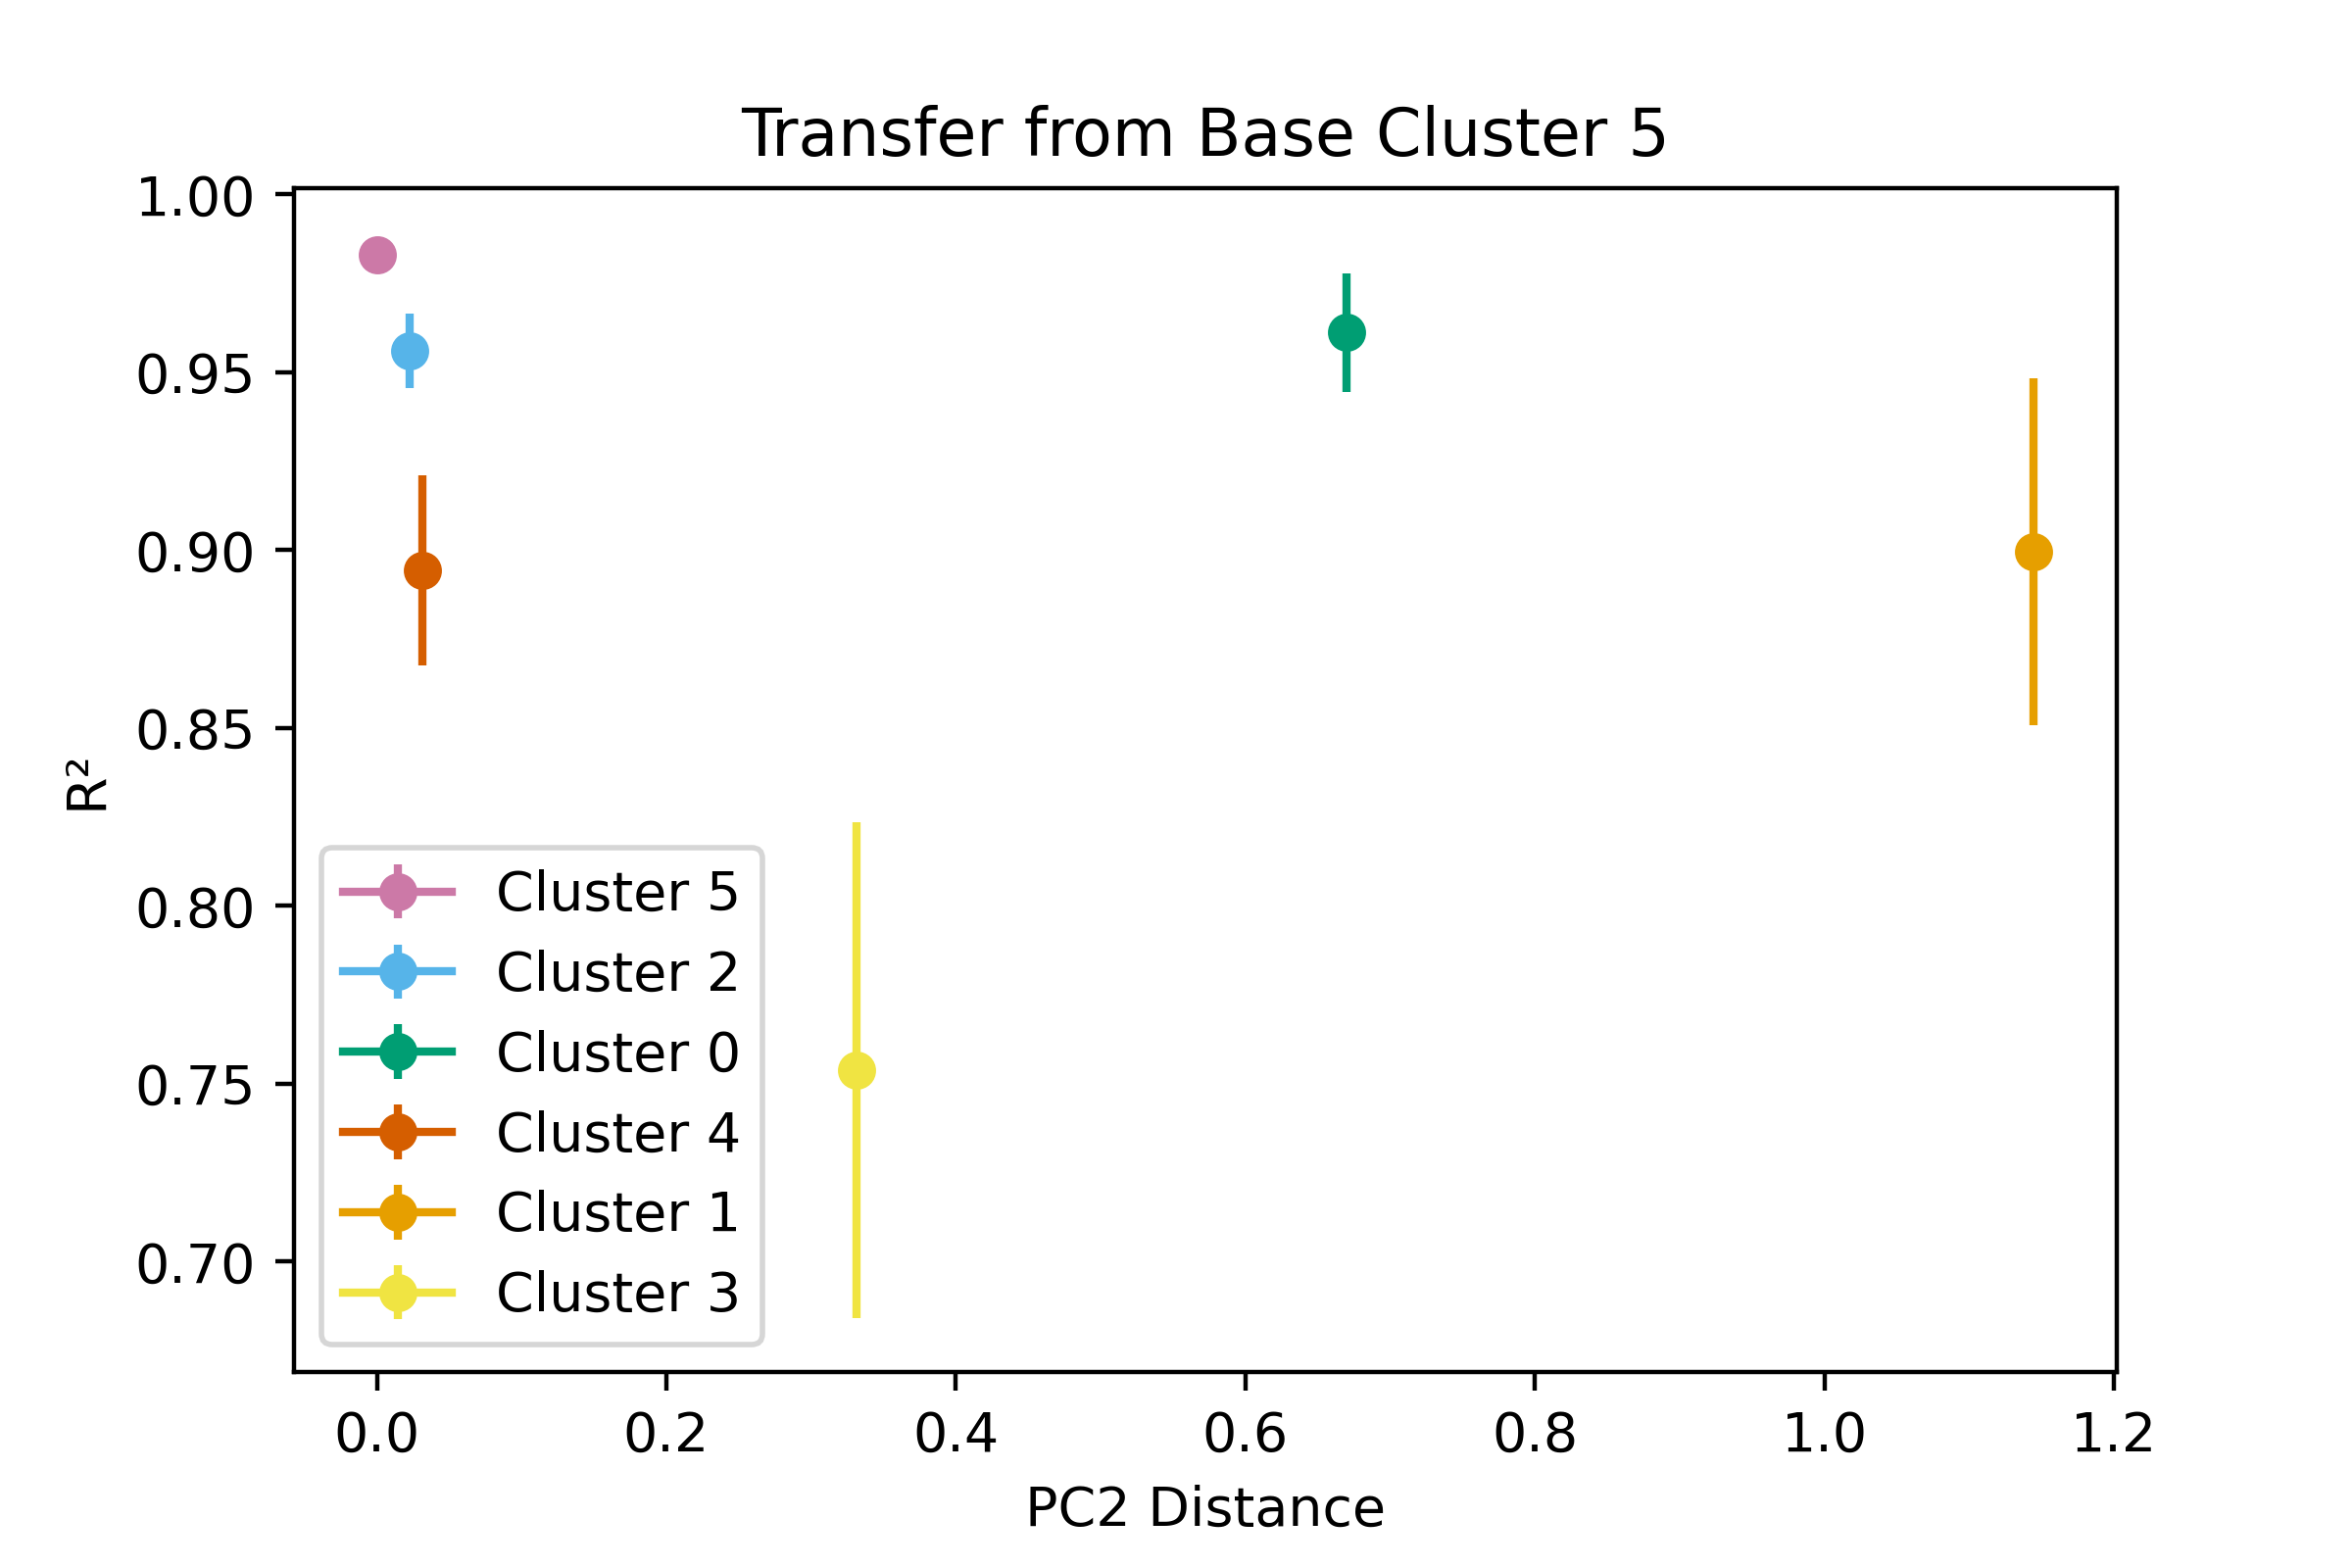 Transfer from Base Cluster 5
1.00
0.95
0.90
0.85
0.80
0.75
0.70
R²
Cluster 5
Cluster 2
Cluster 0
Cluster 4
Cluster 1
Cluster 3
0.0 0.2 0.4 0.6 0.8 1.0 1.2
PC2 Distance